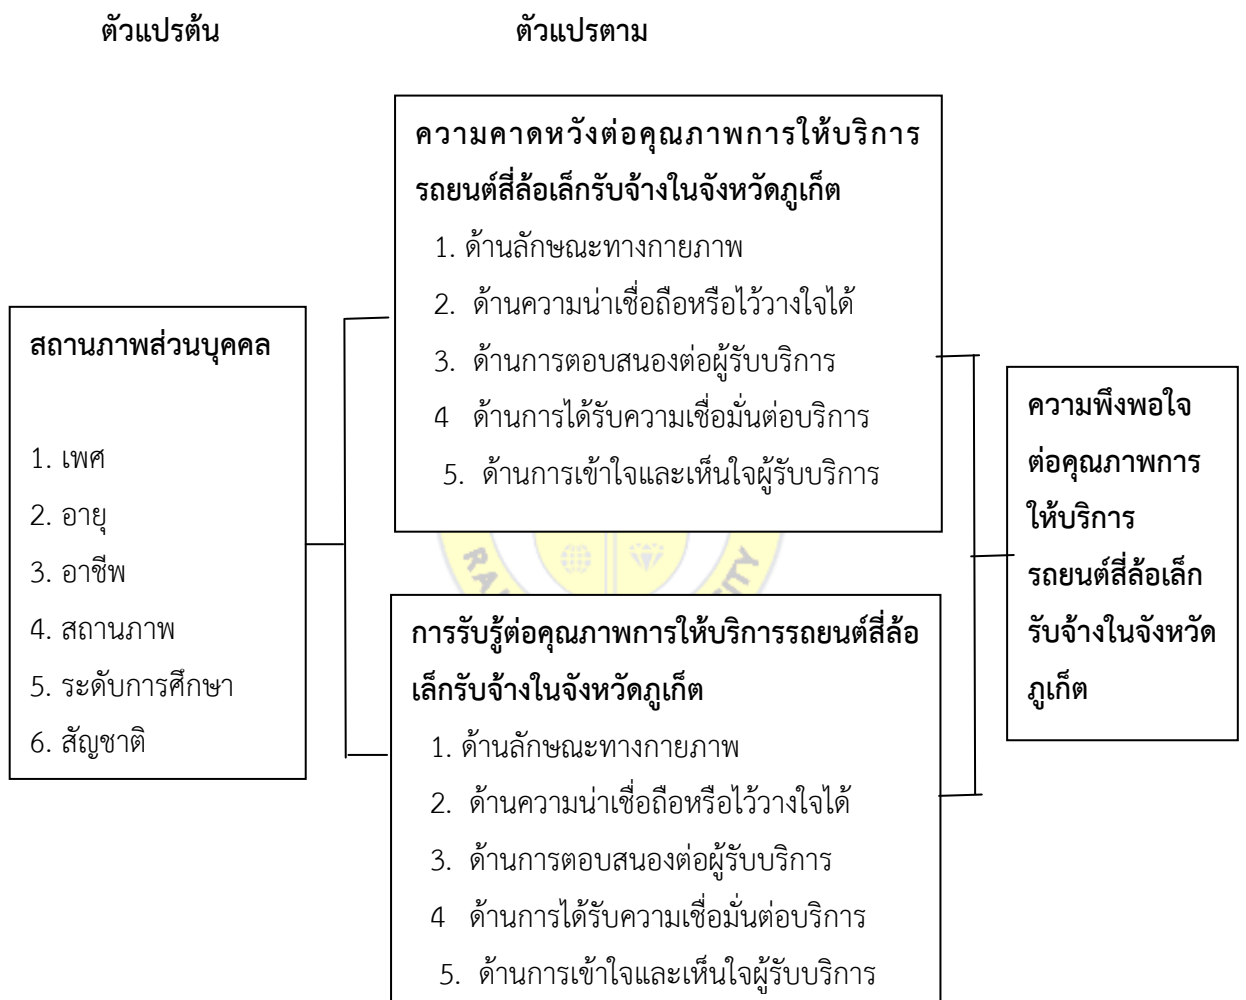 ตัวแปรต้น
ตัวแปรตาม
สถานภาพส่วนบุคคล
1. เพศ
2. อายุ
3. อาชีพ
4. สถานภาพ
5. ระดับการศึกษา
6. สัญชาติ
ความคาดหวังต่อคุณภาพการให้บริการ
รถยนต์สี่ล้อเล็กรับจ้างในจังหวัดภูเก็ต
1. ด้านลักษณะทางกายภาพ
2. ด้านความน่าเชื่อถือหรือไว้วางใจได้
3. ด้านการตอบสนองต่อผู้รับบริการ
4 ด้านการได้รับความเชื่อมั่นต่อบริการ
5. ด้านการเข้าใจและเห็นใจผู้รับบริการ
การรับรู้ต่อคุณภาพการให้บริการรถยนต์สี่ล้อ
เล็กรับจ้างในจังหวัดภูเก็ต
1. ด้านลักษณะทางกายภาพ
2. ด้านความน่าเชื่อถือหรือไว้วางใจได้
3. ด้านการตอบสนองต่อผู้รับบริการ
4 ด้านการได้รับความเชื่อมั่นต่อบริการ
5. ด้านการเข้าใจและเห็นใจผู้รับบริการ
ความพึงพอใจ
ต่อคุณภาพการ
ให้บริการ
รถยนต์สี่ล้อเล็ก
รับจ้างในจังหวัด
ภูเก็ต